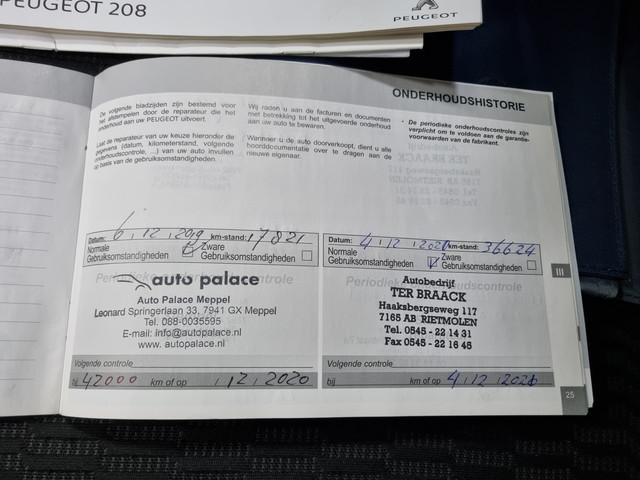 PEUGEOT 208
PEUGEOT
ONDERHOUDSHISTORIE
De volgende bladzijden zijn bestemd voor
het afstempelen door de reparateur die het
onderhoud aan uw PEUGEOT uitvoert.
Laat de reparateur van uw keuze hieronder de
gegevens (datum, kilometerstand, volgende
onderhoudscontrole, ...) van uw auto invullen
op basis van de gebruiksomstandigheden.
Wij raden u aan de facturen en documenten
met betrekking tot het uitgevoerde onderhoud
aan uw auto te bewaren.
Wanneer u de auto doorverkoopt, dient u alle
boorddocumentatie over te dragen aan de
nieuwe eigenaar.
* De periodieke onderhoudscontroles zijn
verplicht om te voldoen aan de garantie-
voorwaarden van de fabrikant.
Datum: 6, 12, 2019 km-stand: 17821
Normale Gebruiksomstandigheden
Zware Gebruiksomstandigheden
auto palace
Auto Palace Meppel
Leonard Springerlaan 33, 7941 GX Meppel
Tel. 088-0035595
E-mail: info@autopalace.nl
www. autopalace.nl
Volgende controle
bij 42000 km of op , 12, 2020
Datum: 4, 12, km-stand: 36624
Normale Gebruiksomstandigheden
Zware Gebruiksomstandigheden
Autobedrijf
TER BRAACK
Haaksbergseweg 117
7165 AB RIETMOLEN
Tel. 0545 - 22 14 31
Fax 0545 - 22 16 45
Volgende controle
bij km of op 4, 12,
III
25